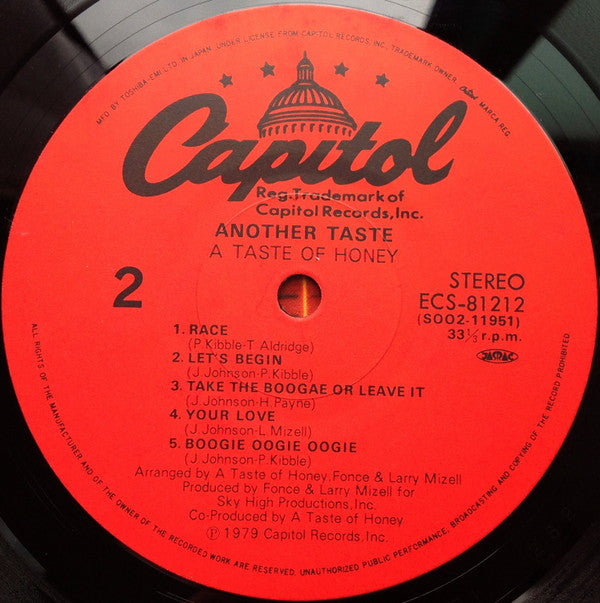 MFD. BY TOSHIBA-EMI LTD. IN JAPAN, UNDER LICENSE FROM CAPITOL RECORDS, INC. TRADEMARK OWNER. Capitol MARCA REG.
Capitol
Reg. Trademark of
Capitol Records, Inc.
ANOTHER TASTE
A TASTE OF HONEY
2
STEREO
ECS-81212
(SOO2-11951)
33⅓ r.p.m.
JASRAC
1. RACE
(P.Kibble-T Aldridge)
2. LET'S BEGIN
(J.Johnson-P.Kibble)
3. TAKE THE BOOGAE OR LEAVE IT
(J.Johnson-H.Payne)
4. YOUR LOVE
(J.Johnson-L Mizell)
5. BOOGIE OOGIE OOGIE
(J.Johnson-P.Kibble)
Arranged by A Taste of Honey, Fonce & Larry Mizell
Produced by Fonce & Larry Mizell for
Sky High Productions, Inc.
Co-Produced by A Taste of Honey
℗ 1979 Capitol Records, Inc.
ALL RIGHTS OF THE MANUFACTURER AND OF THE OWNER OF THE RECORDED WORK ARE RESERVED. UNAUTHORIZED PUBLIC PERFORMANCE, BROADCASTING AND COPYING OF THE RECORD PROHIBITED